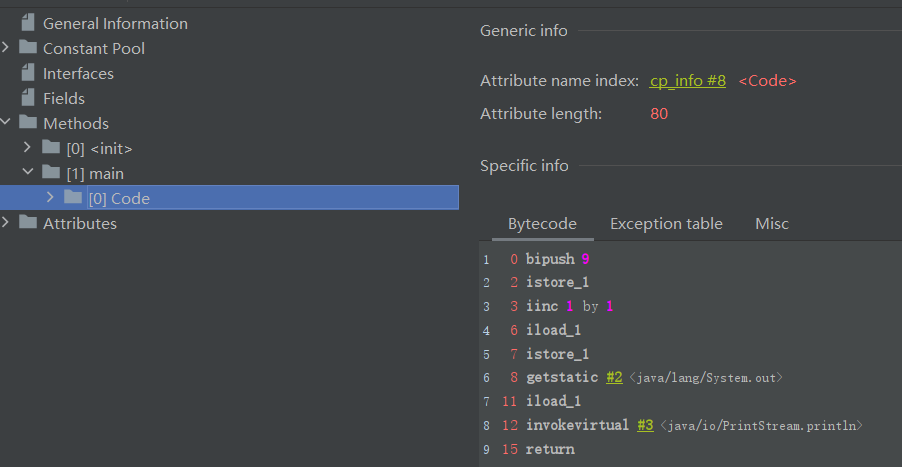 General Information
Constant Pool
Interfaces
Fields
Methods
[0] <init>
[1] main
[0] Code
Attributes
Generic info
Attribute name index: cp_info #8 <Code>
Attribute length: 80
Specific info
Bytecode Exception table Misc
1 0 bipush 9
2 2 istore_1
3 3 iinc 1 by 1
4 6 iload_1
5 7 istore_1
6 8 getstatic #2 <java/lang/System.out>
7 11 iload_1
8 12 invokevirtual #3 <java/io/PrintStream.println>
9 15 return